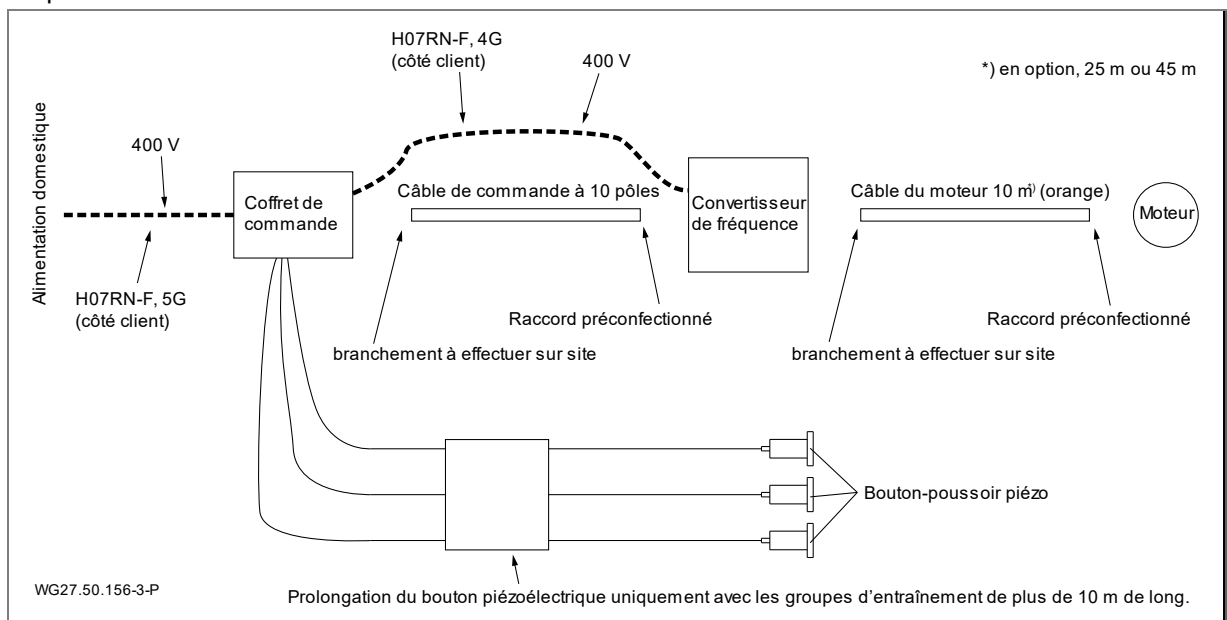 H07RN-F, 4G
(côté client)
400 V
*) en option, 25 m ou 45 m
Alimentation domestique
400 V
Coffret de
commande
Câble de commande à 10 pôles
Convertisseur
de fréquence
Câble du moteur 10 m*) (orange)
Moteur
H07RN-F, 5G
(côté client)
Raccord préconfectionné
Raccord préconfectionné
branchement à effectuer sur site
branchement à effectuer sur site
Bouton-poussoir piézo
WG27.50.156-3-P
Prolongation du bouton piézoélectrique uniquement avec les groupes d’entraînement de plus de 10 m de long.